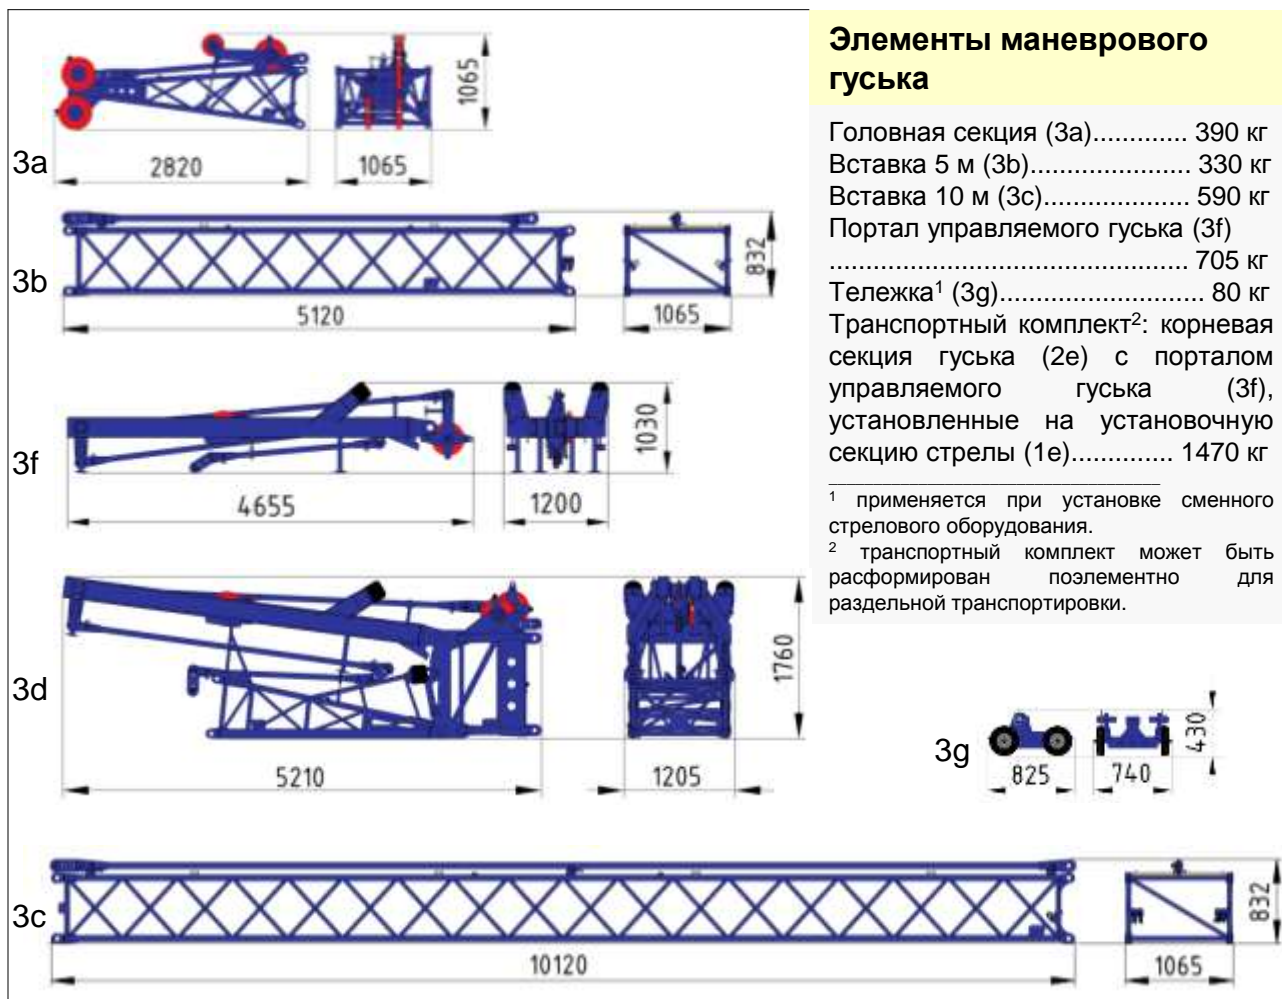 Элементы маневрового
гуська
Головная секция (3a)............. 390 кг
Вставка 5 м (3b)...................... 330 кг
Вставка 10 м (3c).................... 590 кг
Портал управляемого гуська (3f)
............................................. 705 кг
Тележка¹ (3g).......................... 80 кг
Транспортный комплект²: корневая
секция гуська (2e) с порталом
управляемого гуська (3f),
установленные на установочную
секцию стрелы (1e).............. 1470 кг
¹ применяется при установке сменного
стрелового оборудования.
² транспортный комплект может быть
расформирован поэлементно для
раздельной транспортировки.
3a
2820
1065
1065
3b
5120
1065
832
3f
4655
1200
1030
3d
5210
1205
1760
3g
825
740
430
3c
10120
1065
832